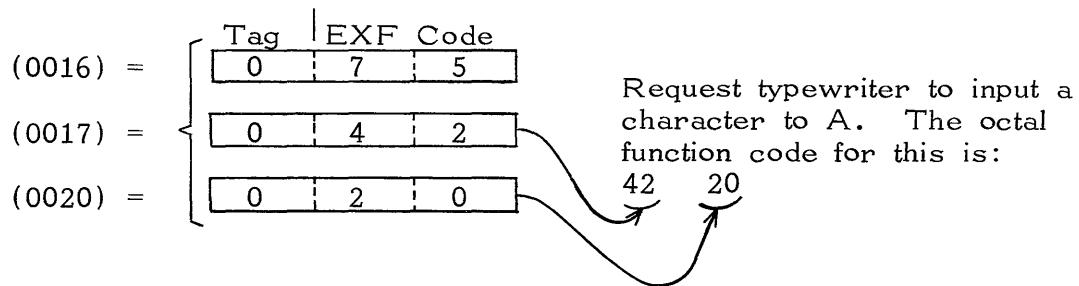 Tag EXF Code
(0016) = 0 7 5
(0017) = 0 4 2
(0020) = 0 2 0
Request typewriter to input a
character to A. The octal
function code for this is:
42 20